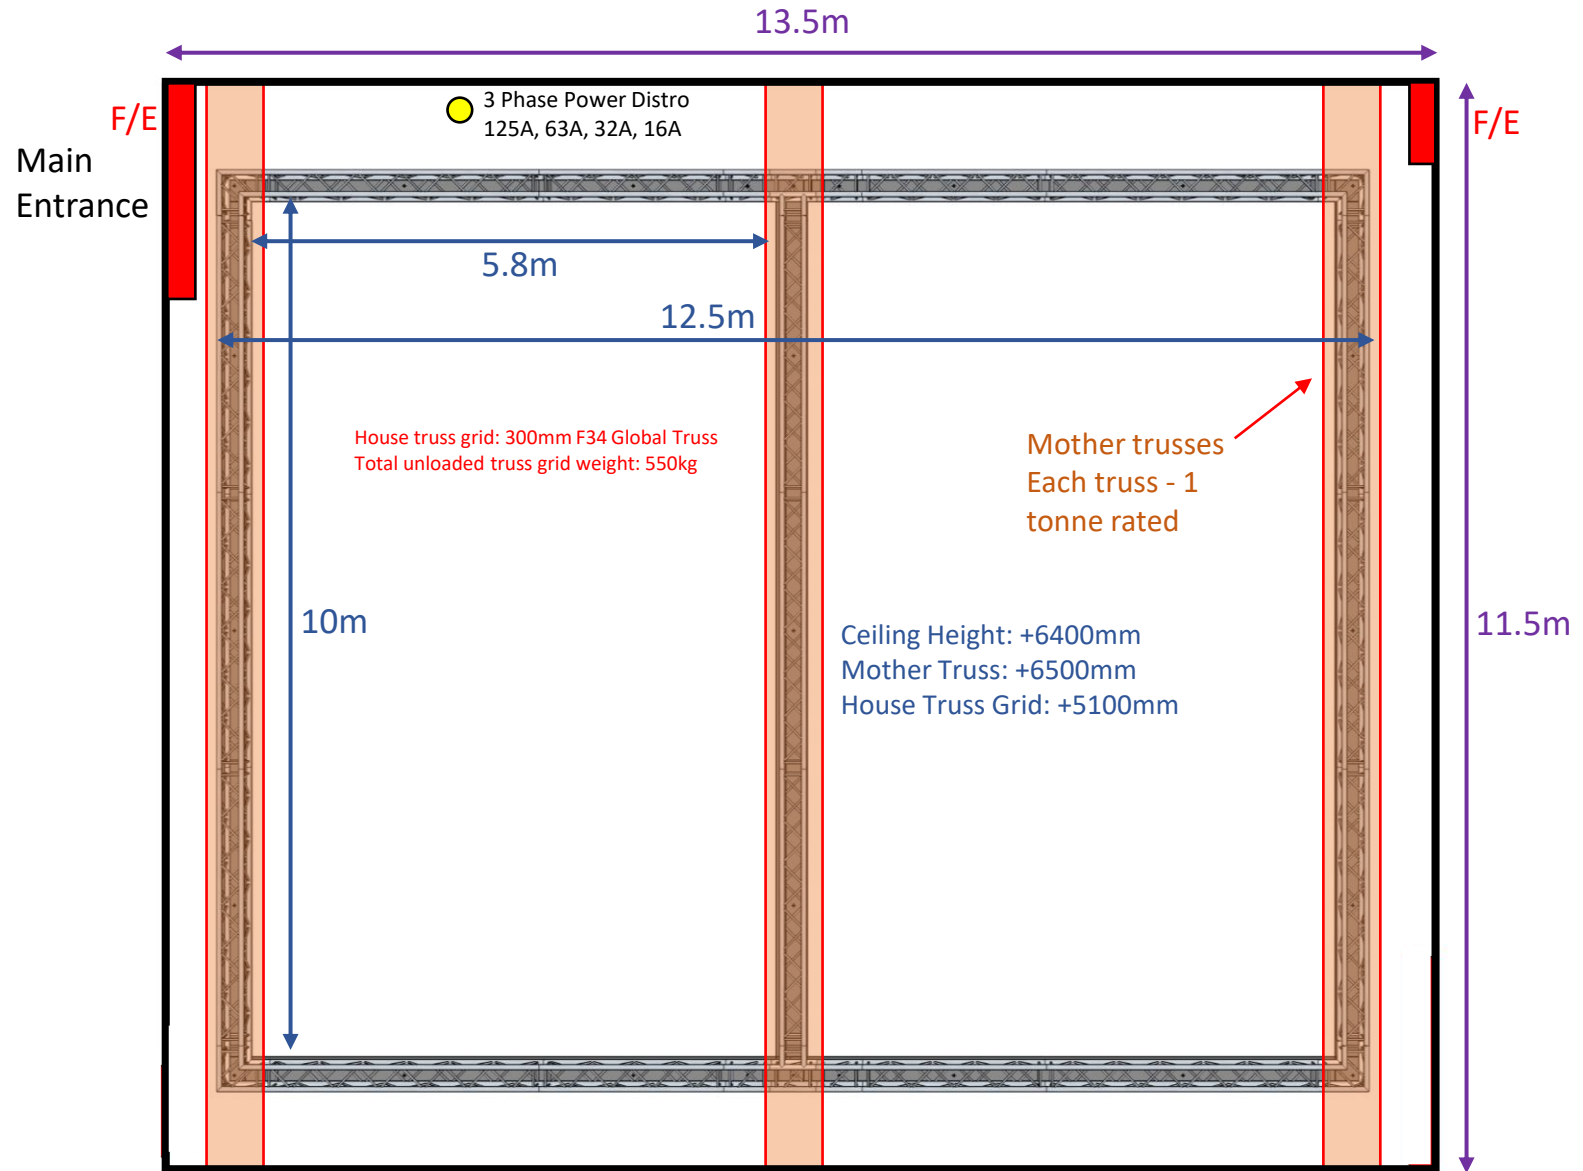 13.5m
F/E
3 Phase Power Distro
125A, 63A, 32A, 16A
F/E
Main
Entrance
5.8m
12.5m
House truss grid: 300mm F34 Global Truss
Total unloaded truss grid weight: 550kg
Mother trusses
Each truss - 1
tonne rated
10m
Ceiling Height: +6400mm
Mother Truss: +6500mm
House Truss Grid: +5100mm
11.5m